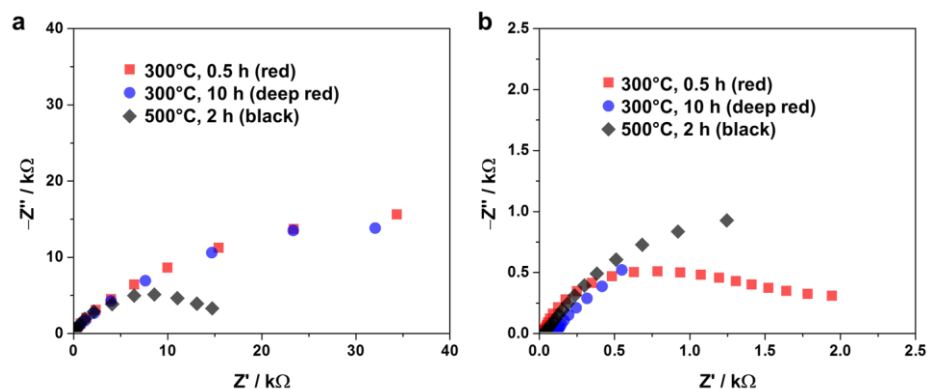 a
40
30
20
10
0
−Z'' / kΩ
300°C, 0.5 h (red)
300°C, 10 h (deep red)
500°C, 2 h (black)
0 10 20 30 40
Z' / kΩ
b
2.5
2.0
1.5
1.0
0.5
0.0
−Z'' / kΩ
300°C, 0.5 h (red)
300°C, 10 h (deep red)
500°C, 2 h (black)
0.0 0.5 1.0 1.5 2.0 2.5
Z' / kΩ